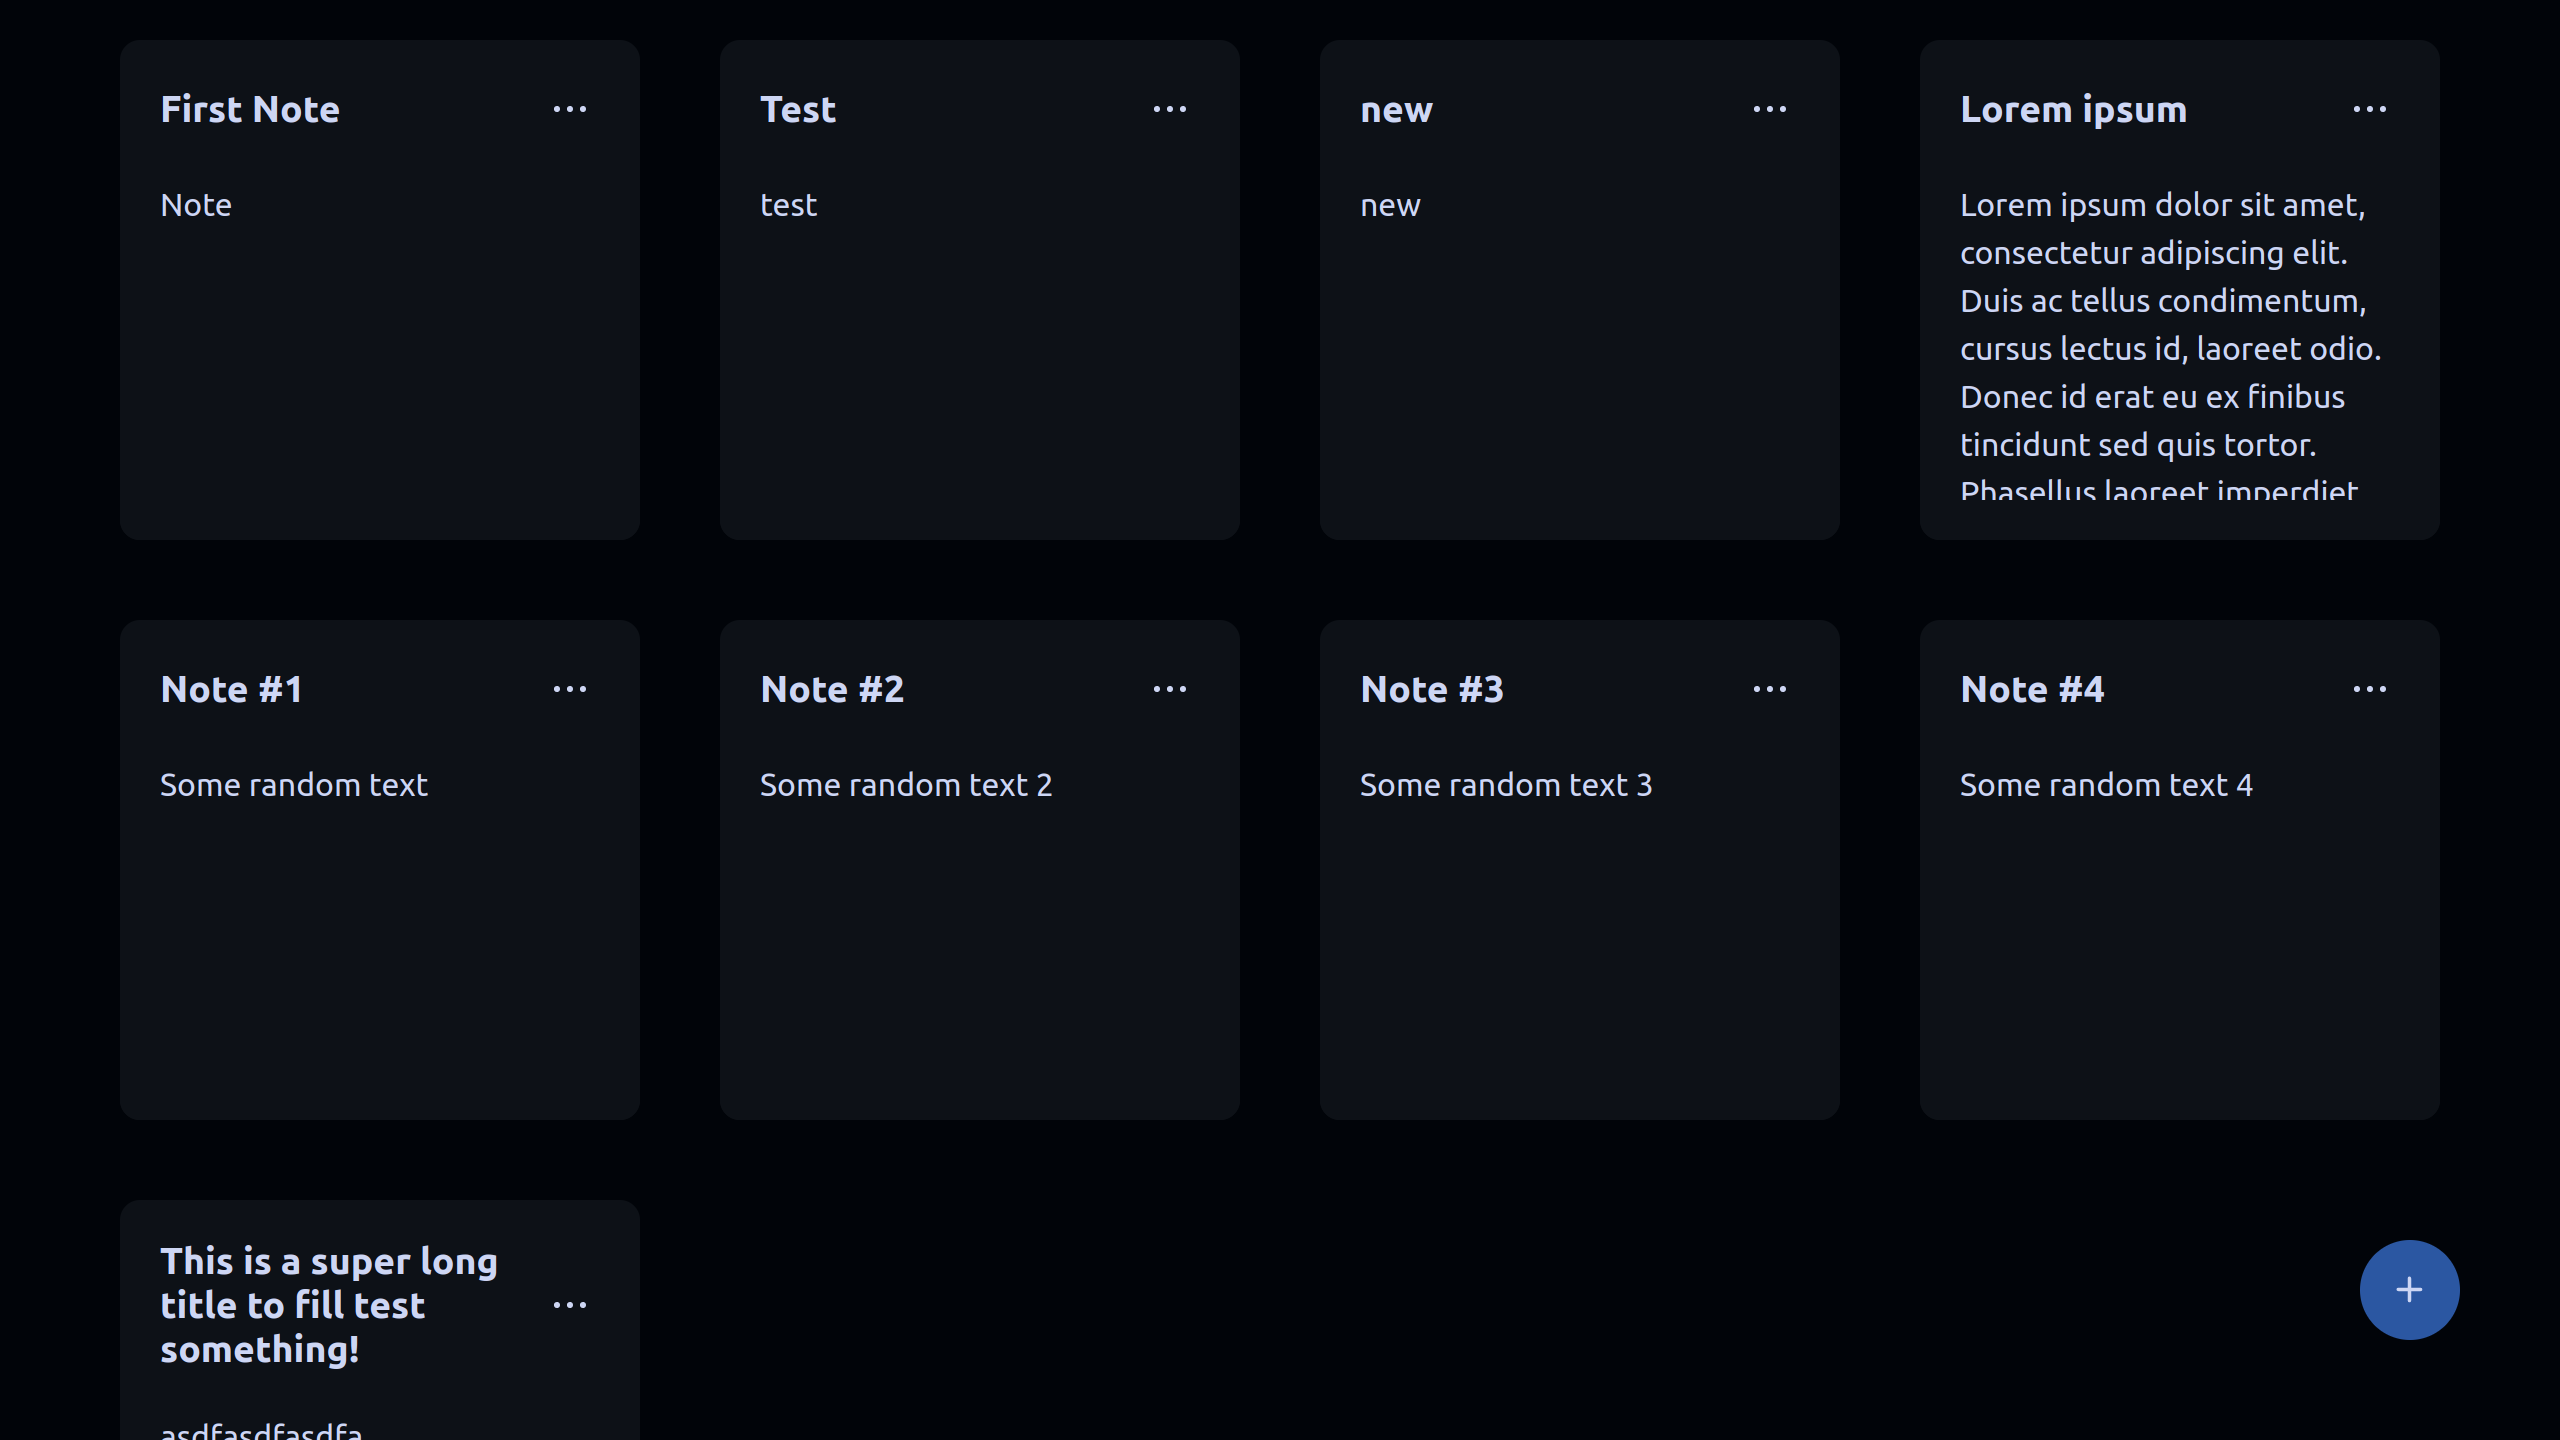 First Note
Note
Test
test
new
new
Lorem ipsum
Lorem ipsum dolor sit amet,
consectetur adipiscing elit.
Duis ac tellus condimentum,
cursus lectus id, laoreet odio.
Donec id erat eu ex finibus
tincidunt sed quis tortor.
Phasellus laoreet imperdiet
Note #1
Some random text
Note #2
Some random text 2
Note #3
Some random text 3
Note #4
Some random text 4
This is a super long
title to fill test
something!
asdfasdfasdfa